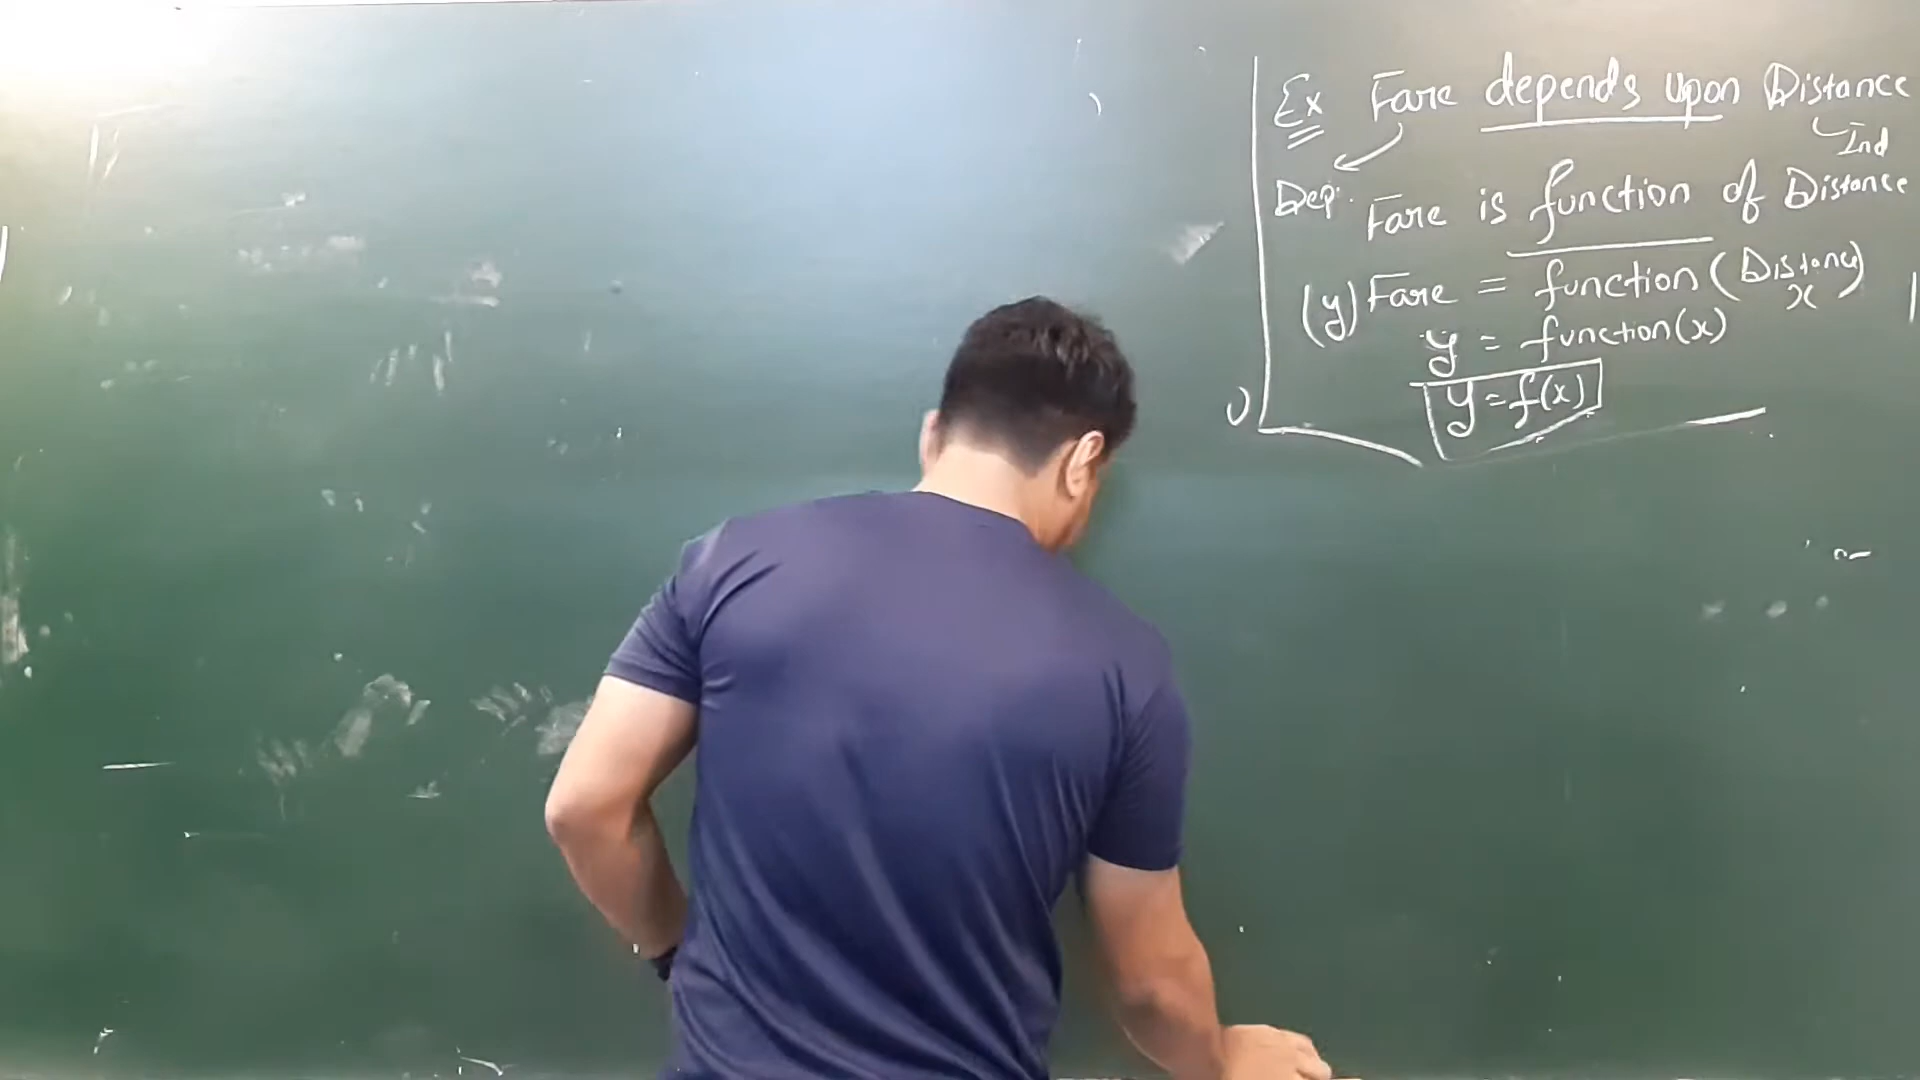 Ex Fare depends upon Distance
Ind
Dep. Fare is function of Distance
(y) Fare = function (Distance)
x
y = function(x)
y = f(x)